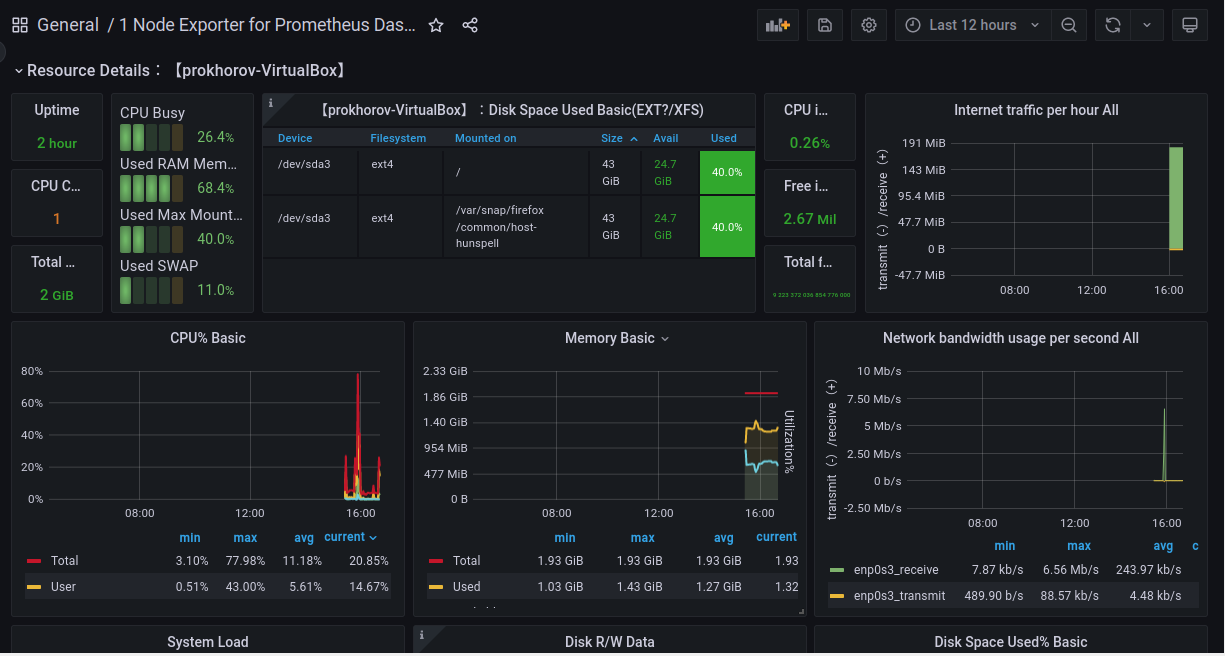 General / 1 Node Exporter for Prometheus Das...
Last 12 hours
Resource Details：【prokhorov-VirtualBox】
Uptime
2 hour
CPU C...
1
Total ...
2 GiB
CPU Busy
26.4%
Used RAM Mem...
68.4%
Used Max Mount...
40.0%
Used SWAP
11.0%
i
【prokhorov-VirtualBox】：Disk Space Used Basic(EXT?/XFS)
Device Filesystem Mounted on Size Avail Used
/dev/sda3 ext4 / 43 GiB 24.7 GiB 40.0%
/dev/sda3 ext4 /var/snap/firefox
/common/host-
hunspell 43 GiB 24.7 GiB 40.0%
CPU i...
0.26%
Free i...
2.67 Mil
Total f...
9 223 372 036 854 776 000
Internet traffic per hour All
transmit (-) /receive (+)
191 MiB
143 MiB
95.4 MiB
47.7 MiB
0 B
-47.7 MiB
08:00 12:00 16:00
CPU% Basic
80%
60%
40%
20%
0%
08:00 12:00 16:00
min max avg current
Total 3.10% 77.98% 11.18% 20.85%
User 0.51% 43.00% 5.61% 14.67%
Memory Basic
2.33 GiB
1.86 GiB
1.40 GiB
954 MiB
477 MiB
0 B
Utilization%
08:00 12:00 16:00
min max avg current
Total 1.93 GiB 1.93 GiB 1.93 GiB 1.93
Used 1.03 GiB 1.43 GiB 1.27 GiB 1.32
Network bandwidth usage per second All
transmit (-) /receive (+)
10 Mb/s
7.50 Mb/s
5 Mb/s
2.50 Mb/s
0 b/s
-2.50 Mb/s
08:00 12:00 16:00
min max avg c
enp0s3_receive 7.87 kb/s 6.56 Mb/s 243.97 kb/s
enp0s3_transmit 489.90 b/s 88.57 kb/s 4.48 kb/s
System Load
i
Disk R/W Data
Disk Space Used% Basic